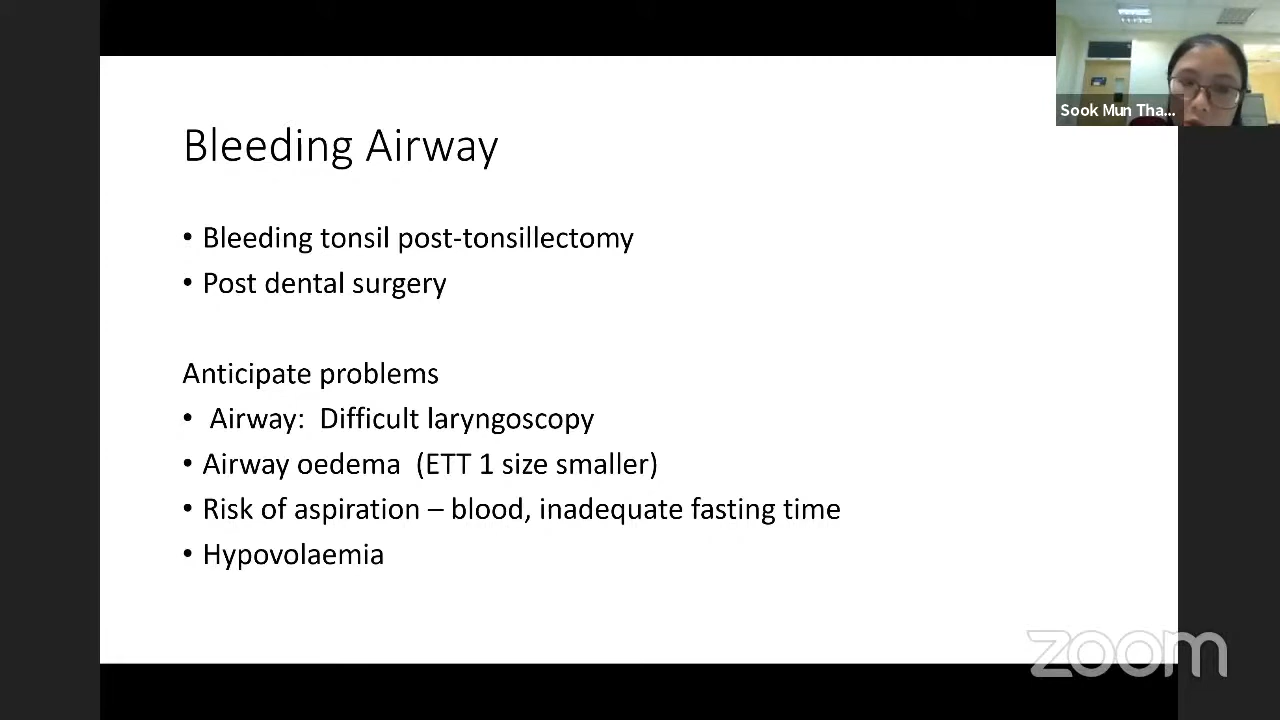 Sook Mun Tha...
Bleeding Airway
• Bleeding tonsil post-tonsillectomy
• Post dental surgery
Anticipate problems
• Airway: Difficult laryngoscopy
• Airway oedema (ETT 1 size smaller)
• Risk of aspiration – blood, inadequate fasting time
• Hypovolaemia
zoom